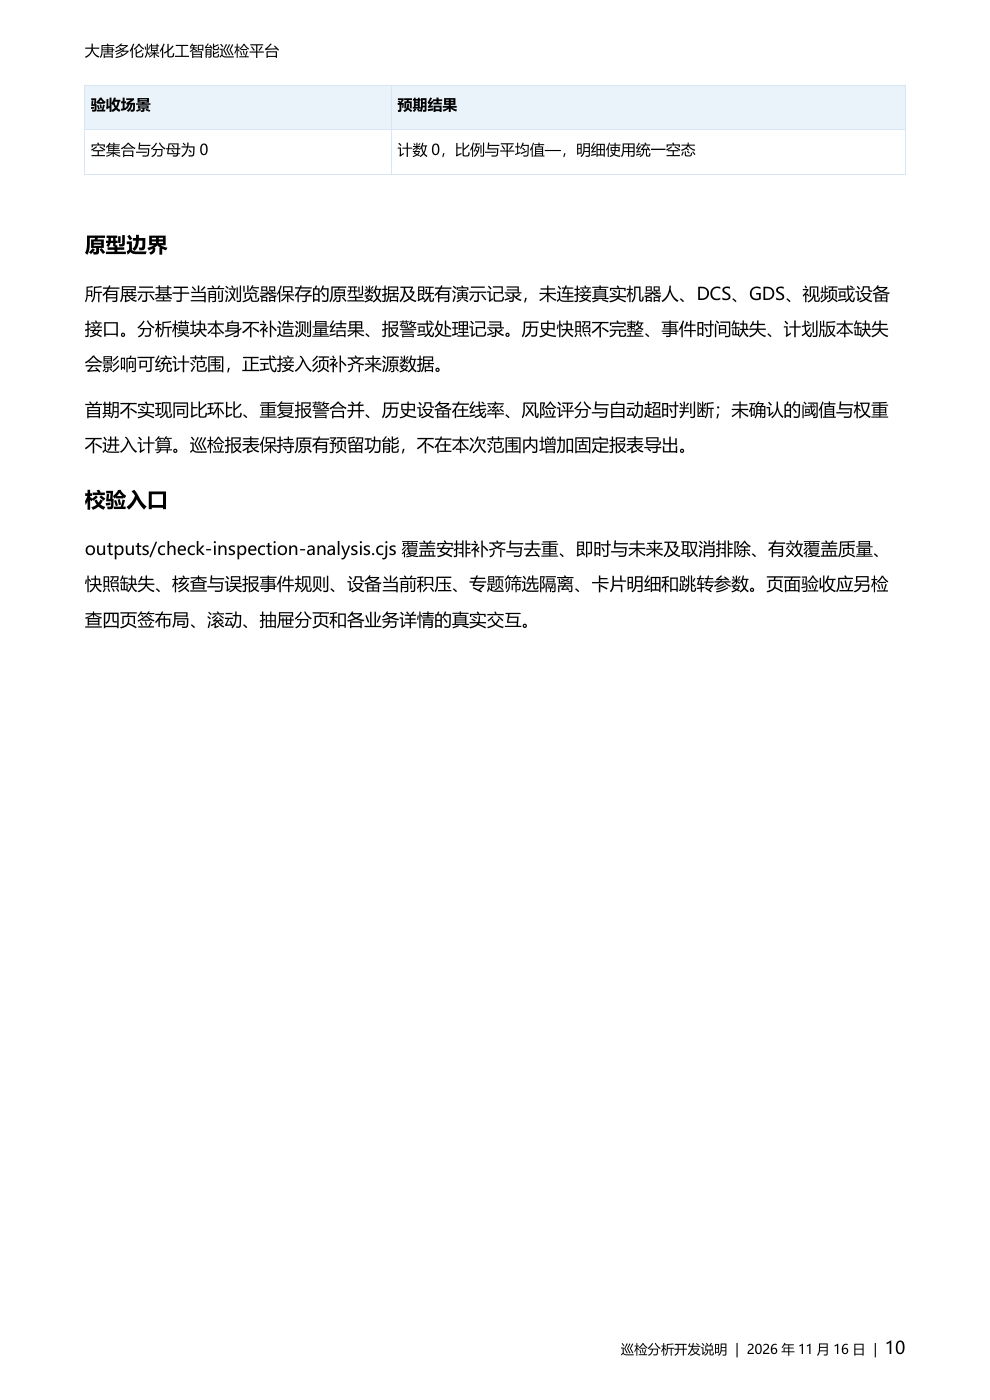 大唐多伦煤化工智能巡检平台
验收场景 预期结果
空集合与分母为 0 计数 0，比例与平均值—，明细使用统一空态
原型边界
所有展示基于当前浏览器保存的原型数据及既有演示记录，未连接真实机器人、DCS、GDS、视频或设备
接口。分析模块本身不补造测量结果、报警或处理记录。历史快照不完整、事件时间缺失、计划版本缺失
会影响可统计范围，正式接入须补齐来源数据。
首期不实现同比环比、重复报警合并、历史设备在线率、风险评分与自动超时判断；未确认的阈值与权重
不进入计算。巡检报表保持原有预留功能，不在本次范围内增加固定报表导出。
校验入口
outputs/check-inspection-analysis.cjs 覆盖安排补齐与去重、即时与未来及取消排除、有效覆盖质量、
快照缺失、核查与误报事件规则、设备当前积压、专题筛选隔离、卡片明细和跳转参数。页面验收应另检
查四页签布局、滚动、抽屉分页和各业务详情的真实交互。
巡检分析开发说明 | 2026 年 11 月 16 日 | 10